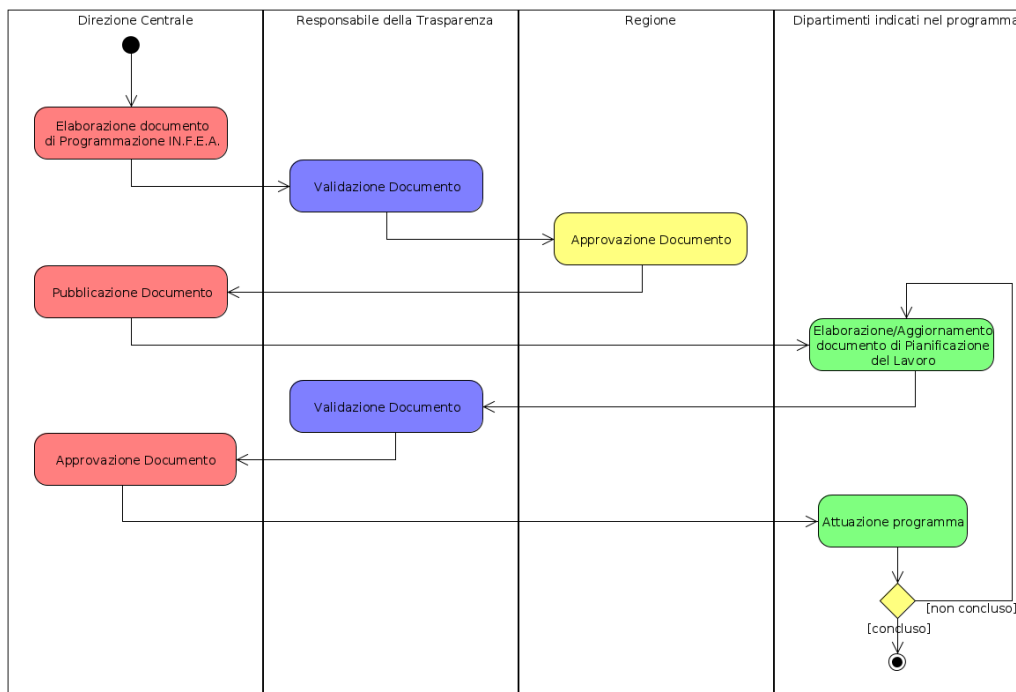 Direzione Centrale
Responsabile della Trasparenza
Regione
Dipartimenti indicati nel programma
Elaborazione documento
di Programmazione IN.F.E.A.
Validazione Documento
Approvazione Documento
Pubblicazione Documento
Elaborazione/Aggiornamento
documento di Pianificazione
del Lavoro
Validazione Documento
Approvazione Documento
Attuazione programma
[non concluso]
[concluso]